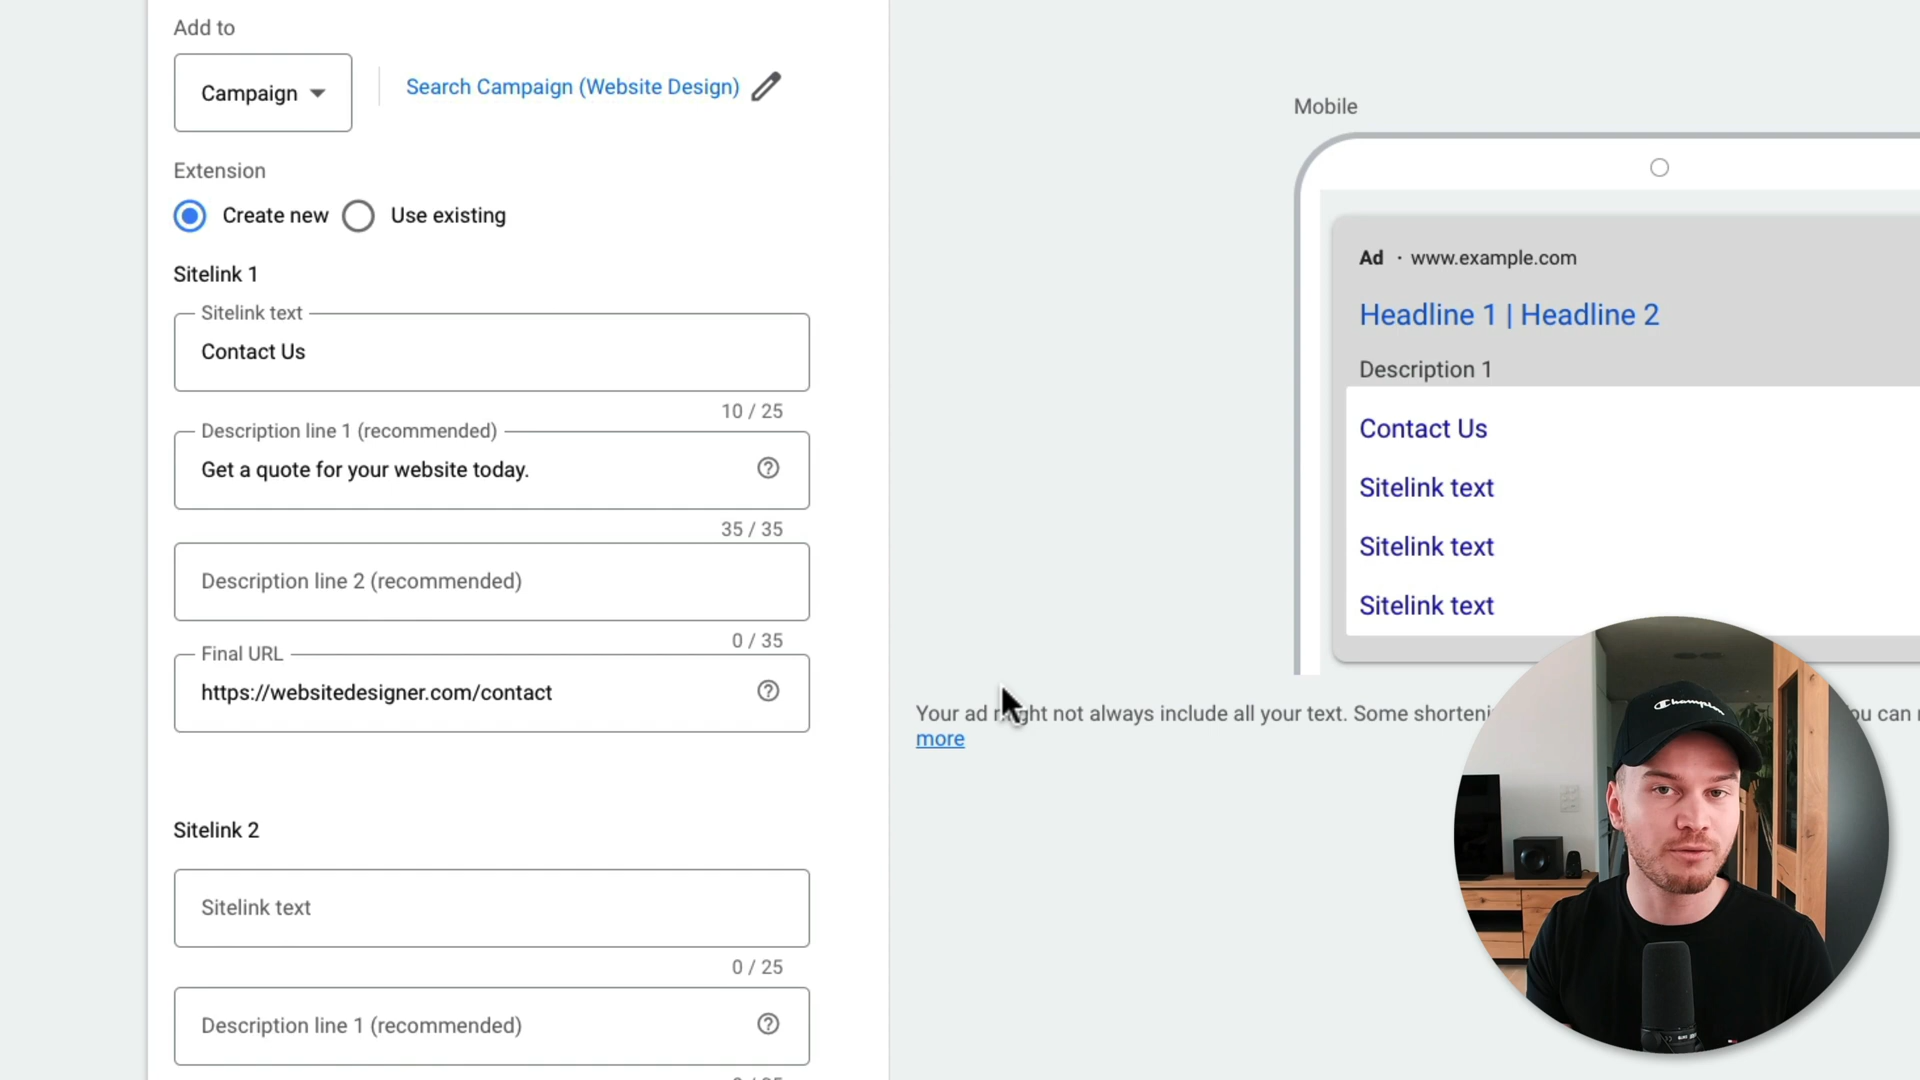 Add to
Campaign
Search Campaign (Website Design)
Extension
Create new
Use existing
Sitelink 1
Sitelink text
Contact Us
10 / 25
Description line 1 (recommended)
Get a quote for your website today.
35 / 35
Description line 2 (recommended)
0 / 35
Final URL
https://websitedesigner.com/contact
Sitelink 2
Sitelink text
0 / 25
Description line 1 (recommended)
Mobile
Ad · www.example.com
Headline 1 | Headline 2
Description 1
Contact Us
Sitelink text
Sitelink text
Sitelink text
Your ad might not always include all your text. Some can
more
Champion